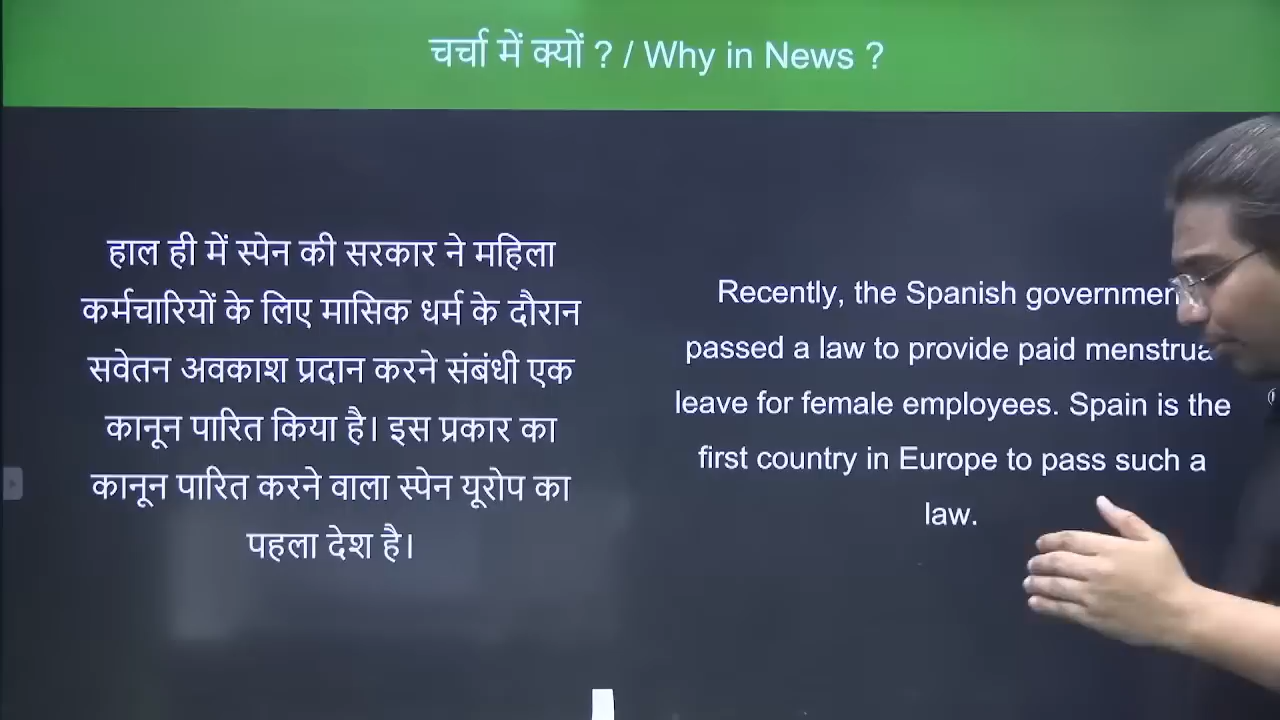 चर्चा में क्यों ? / Why in News ?
हाल ही में स्पेन की सरकार ने महिला
कर्मचारियों के लिए मासिक धर्म के दौरान
सवेतन अवकाश प्रदान करने संबंधी एक
कानून पारित किया है। इस प्रकार का
कानून पारित करने वाला स्पेन यूरोप का
पहला देश है।
Recently, the Spanish governmen
passed a law to provide paid menstrua
leave for female employees. Spain is the
first country in Europe to pass such a
law.